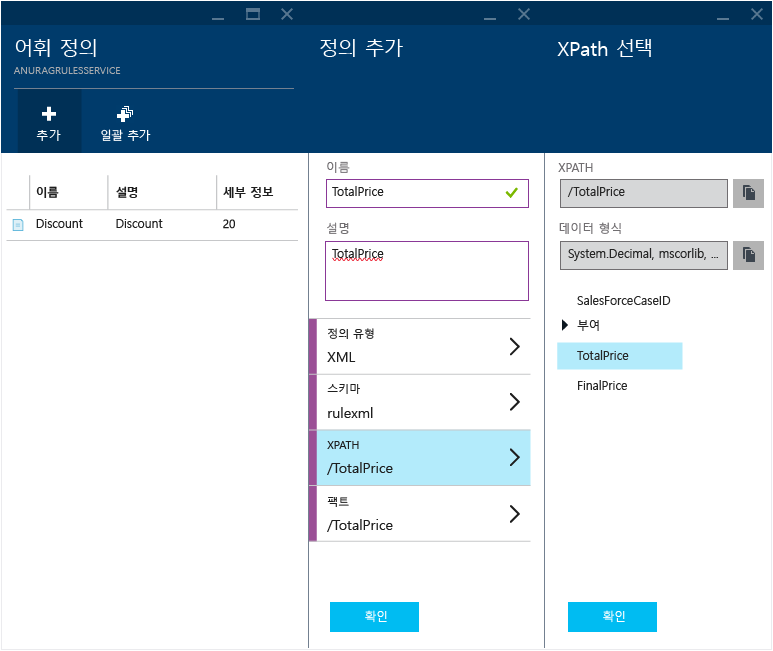 어휘 정의
ANURAGRULESSERVICE
추가
일괄 추가
이름 설명 세부 정보
Discount Discount 20
정의 추가
이름
TotalPrice
설명
TotalPrice
정의 유형
XML
스키마
rulexml
XPATH
/TotalPrice
팩트
/TotalPrice
확인
XPath 선택
XPATH
/TotalPrice
데이터 형식
System.Decimal, mscorlib, ...
SalesForceCaseID
부여
TotalPrice
FinalPrice
확인